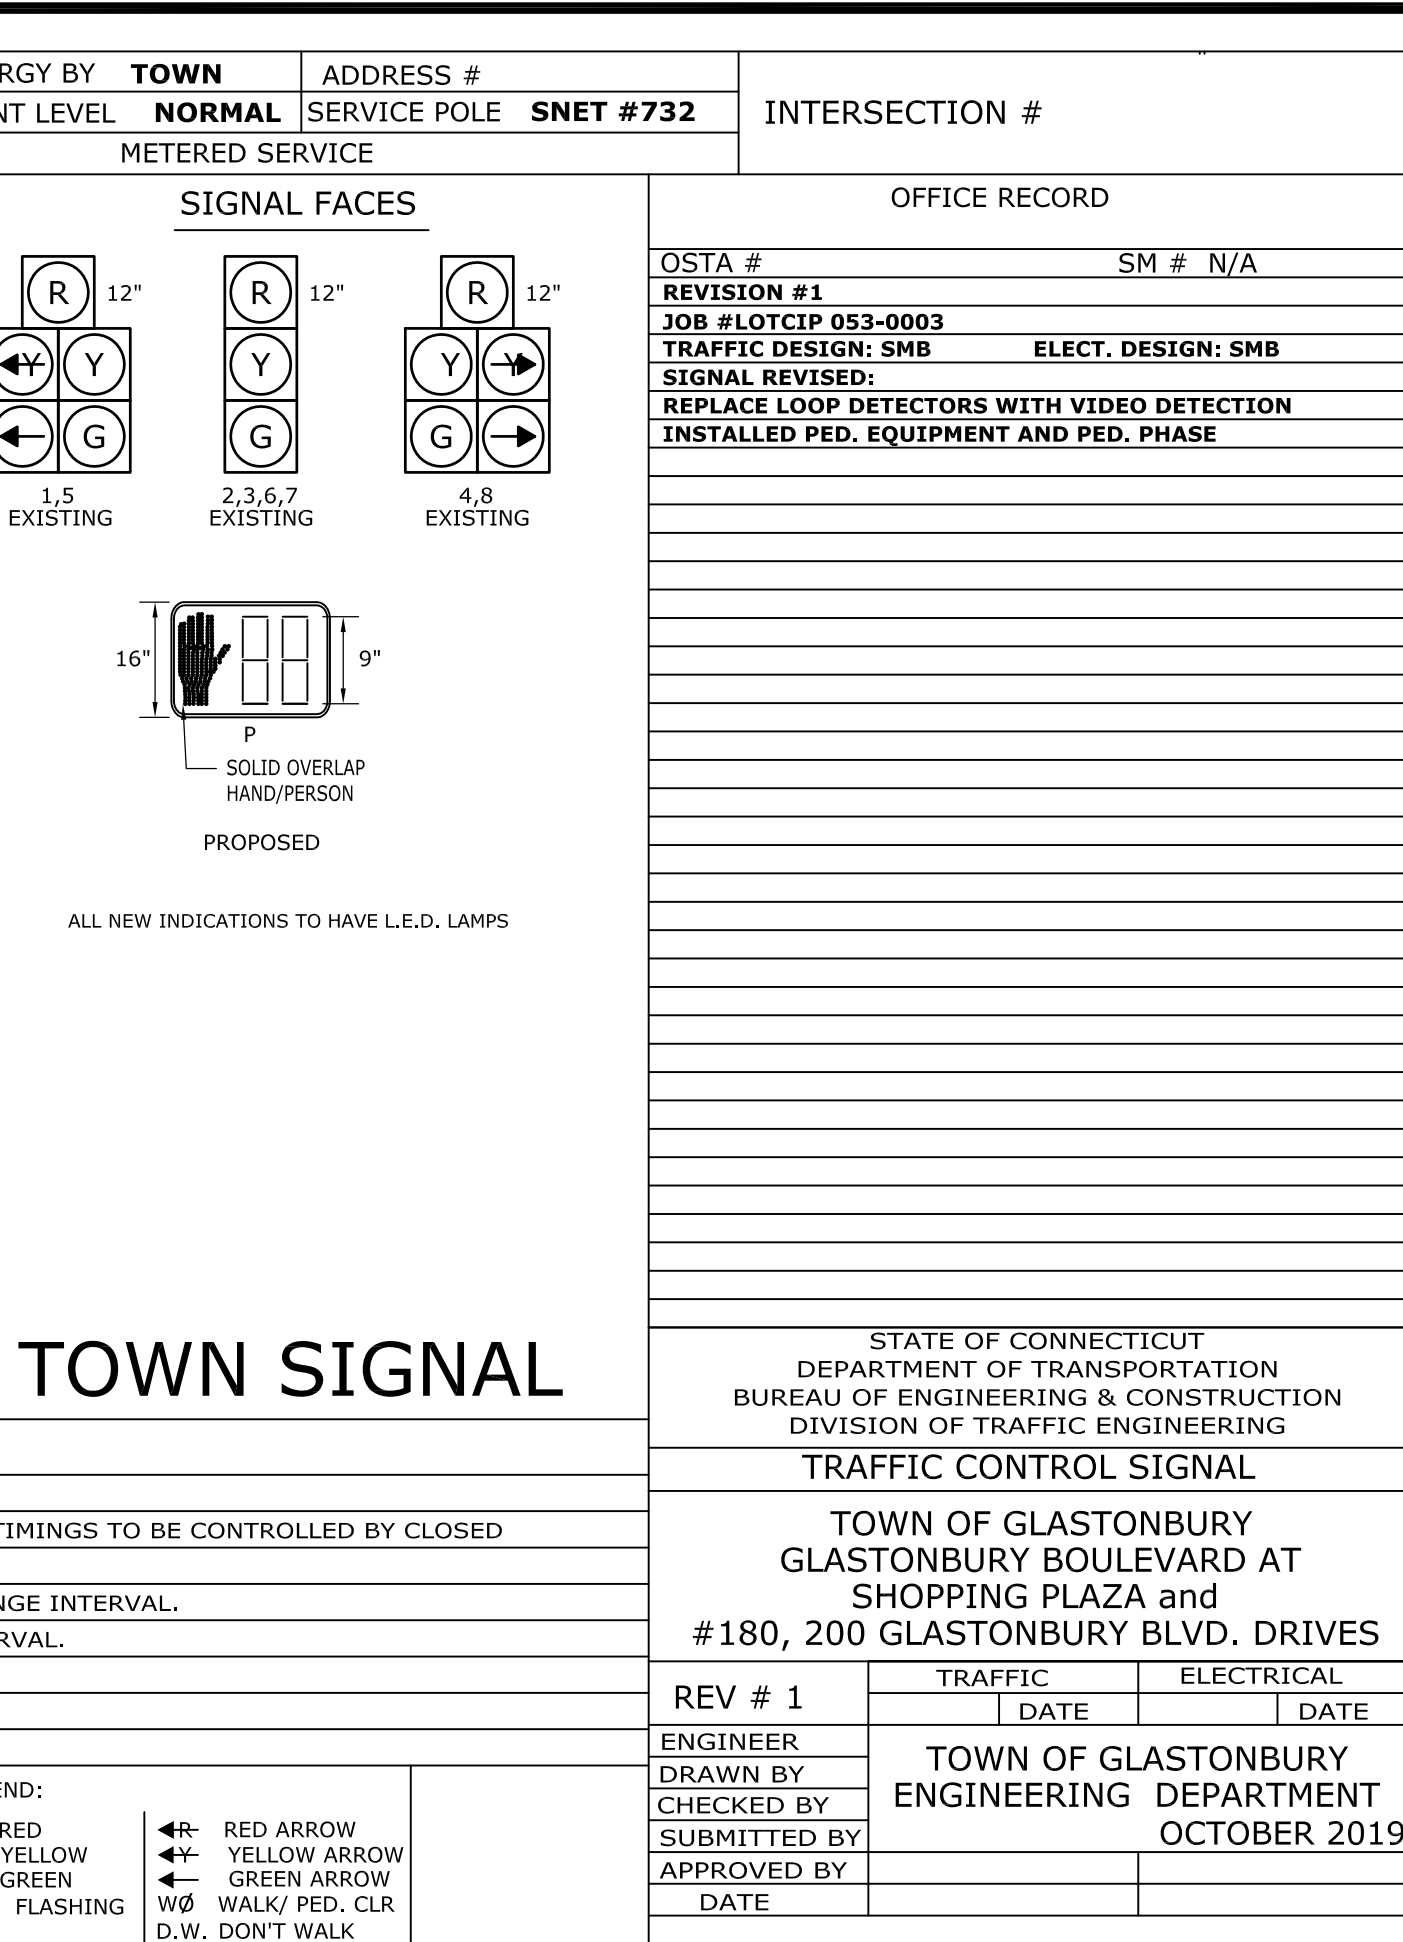 RGY BY TOWN ADDRESS #
NT LEVEL NORMAL SERVICE POLE SNET #732
INTERSECTION #
METERED SERVICE
SIGNAL FACES
R 12" R 12" R 12"
Y Y Y Y Y
G G G
1,5 2,3,6,7 4,8
EXISTING EXISTING EXISTING
16" 9"
P
SOLID OVERLAP
HAND/PERSON
PROPOSED
ALL NEW INDICATIONS TO HAVE L.E.D. LAMPS
TOWN SIGNAL
TIMINGS TO BE CONTROLLED BY CLOSED
NGE INTERVAL.
RVAL.
END:
RED
YELLOW
GREEN
FLASHING
R RED ARROW
Y YELLOW ARROW
GREEN ARROW
WØ WALK/ PED. CLR
D.W. DON'T WALK
OFFICE RECORD
OSTA # SM # N/A
REVISION #1
JOB #LOTCIP 053-0003
TRAFFIC DESIGN: SMB ELECT. DESIGN: SMB
SIGNAL REVISED:
REPLACE LOOP DETECTORS WITH VIDEO DETECTION
INSTALLED PED. EQUIPMENT AND PED. PHASE
STATE OF CONNECTICUT
DEPARTMENT OF TRANSPORTATION
BUREAU OF ENGINEERING & CONSTRUCTION
DIVISION OF TRAFFIC ENGINEERING
TRAFFIC CONTROL SIGNAL
TOWN OF GLASTONBURY
GLASTONBURY BOULEVARD AT
SHOPPING PLAZA and
#180, 200 GLASTONBURY BLVD. DRIVES
REV # 1
TRAFFIC ELECTRICAL
DATE DATE
ENGINEER
DRAWN BY
CHECKED BY
SUBMITTED BY
APPROVED BY
DATE
TOWN OF GLASTONBURY
ENGINEERING DEPARTMENT
OCTOBER 2019